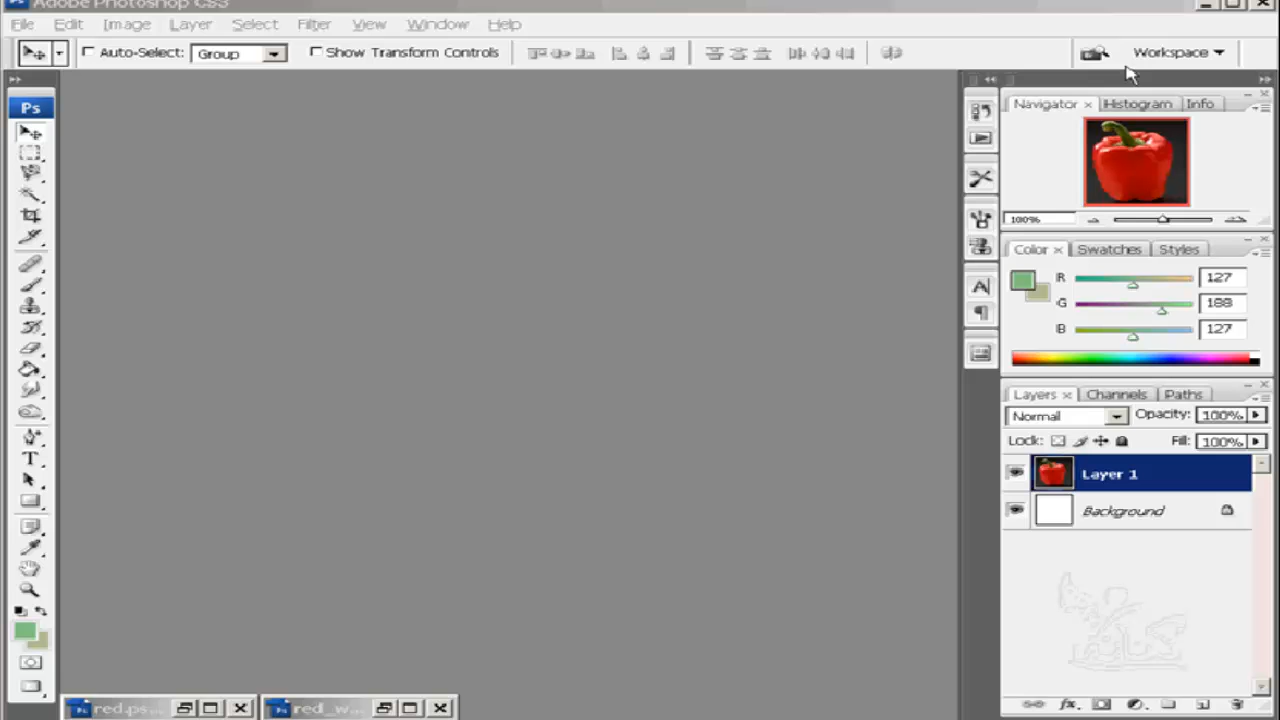 Adobe Photoshop CS3
File Edit Image Layer Select Filter View Window Help
Auto-Select: Group Show Transform Controls Workspace
Ps
Navigator × Histogram Info
100%
Color × Swatches Styles
R 127
G 188
B 127
Layers × Channels Paths
Normal Opacity: 100%
Lock: Fill: 100%
Layer 1
Background
T
A
red.ps... red_w...